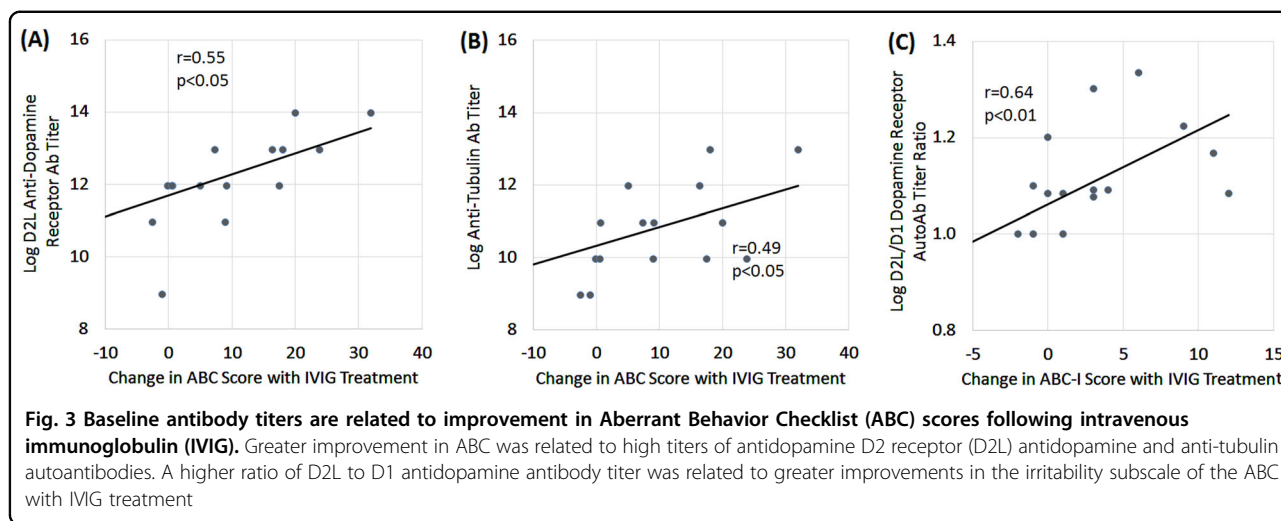 (A)
16
14
12
10
8
r=0.55
p<0.05
Log D2L Anti-Dopamine
Receptor Ab Titer
-10 0 10 20 30 40
Change in ABC Score with IVIG Treatment
(B)
16
14
12
10
8
r=0.49
p<0.05
Log Anti-Tubulin Ab Titer
-10 0 10 20 30 40
Change in ABC Score with IVIG Treatment
(C)
1.4
1.2
1.0
0.8
r=0.64
p<0.01
Log D2L/D1 Dopamine Receptor
AutoAb Titer Ratio
-5 0 5 10 15
Change in ABC-I Score with IVIG Treatment
Fig. 3 Baseline antibody titers are related to improvement in Aberrant Behavior Checklist (ABC) scores following intravenous
immunoglobulin (IVIG). Greater improvement in ABC was related to high titers of antidopamine D2 receptor (D2L) antidopamine and anti-tubulin
autoantibodies. A higher ratio of D2L to D1 antidopamine antibody titer was related to greater improvements in the irritability subscale of the ABC
with IVIG treatment